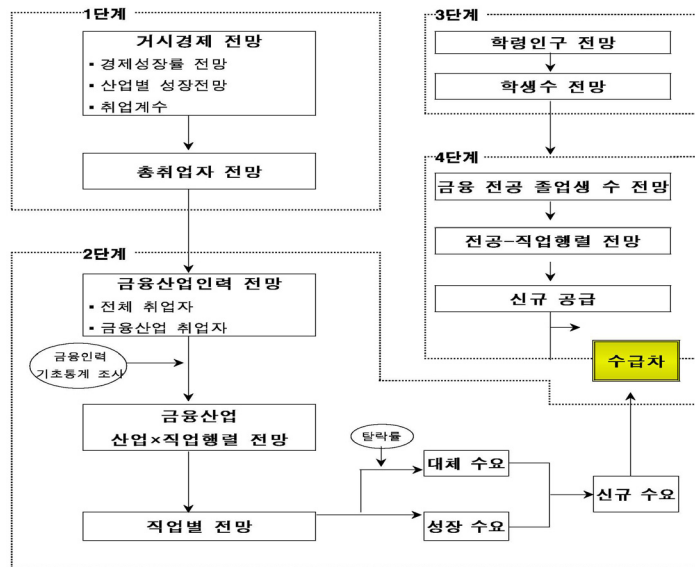 1단계
거시경제 전망
▪ 경제성장률 전망
▪ 산업별 성장전망
▪ 취업계수
총취업자 전망
2단계
금융산업인력 전망
▪ 전체 취업자
▪ 금융산업 취업자
금융인력
기초통계 조사
금융산업
산업×직업행렬 전망
직업별 전망
탈락률
대체 수요
성장 수요
신규 수요
3단계
학령인구 전망
학생수 전망
4단계
금융 전공 졸업생 수 전망
전공-직업행렬 전망
신규 공급
수급차